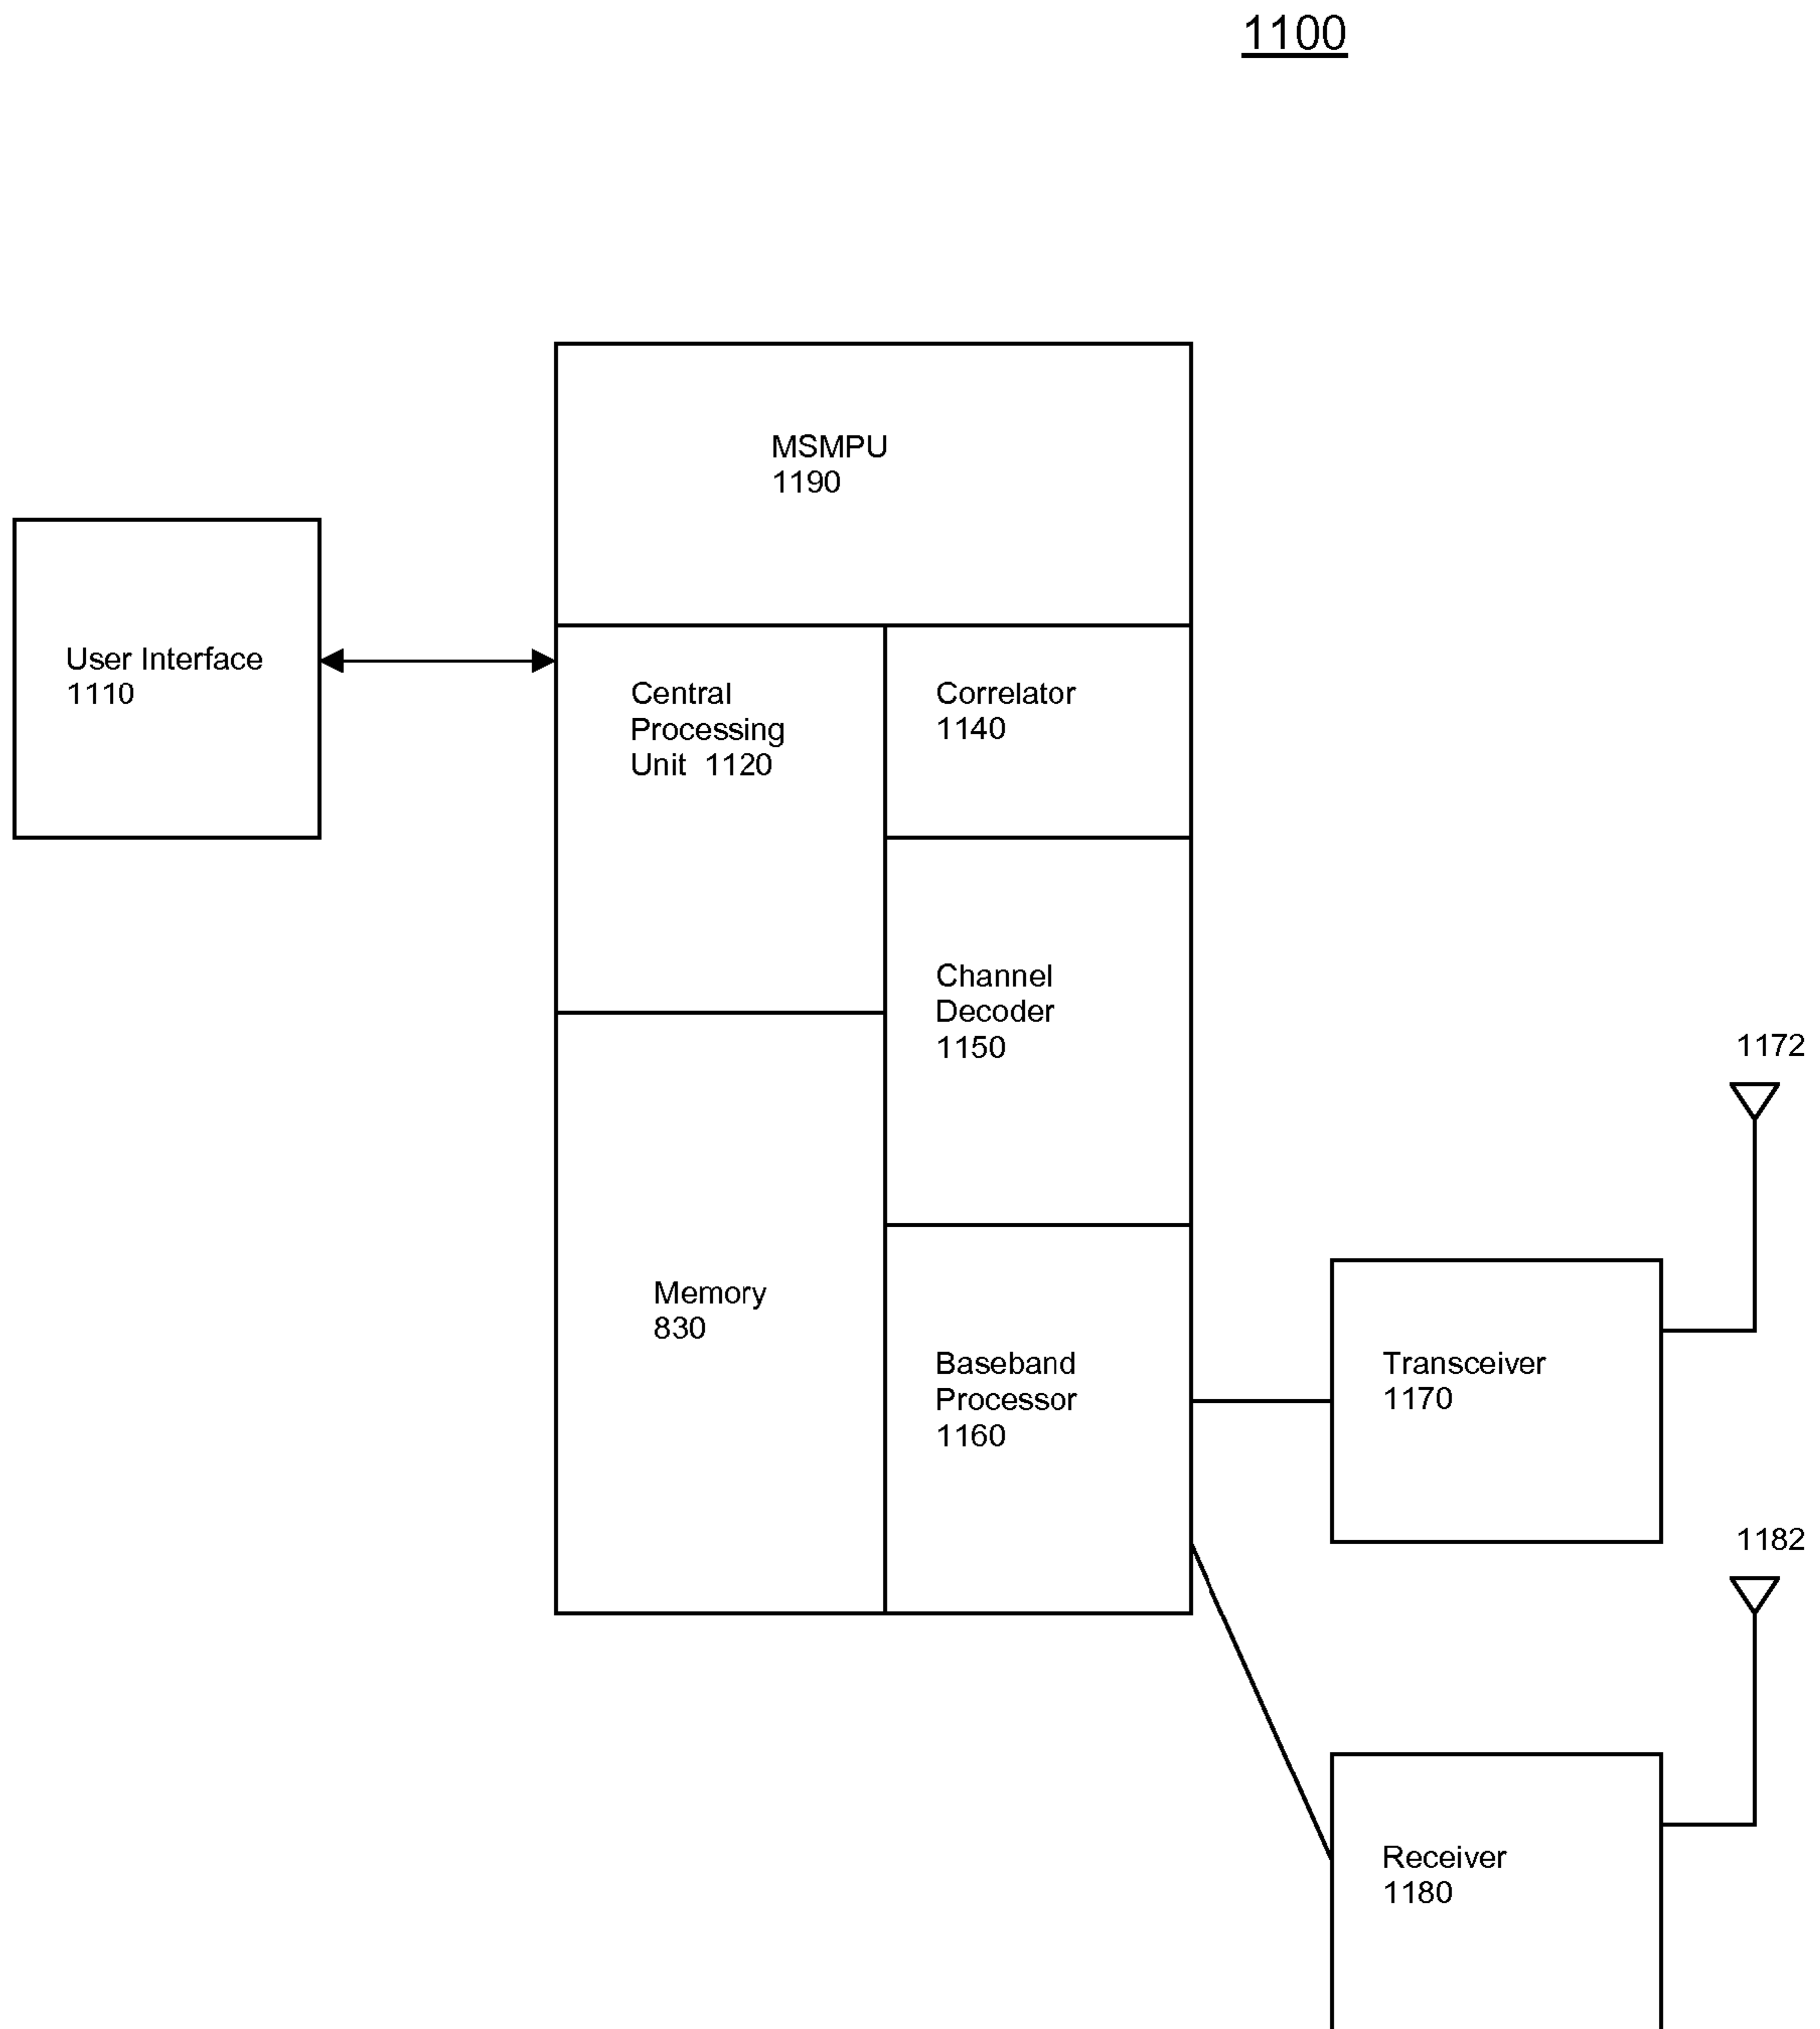 1100
MSMPU
1190
User Interface
1110
Central
Processing
Unit 1120
Correlator
1140
Channel
Decoder
1150
1172
Memory
830
Baseband
Processor
1160
Transceiver
1170
1182
Receiver
1180